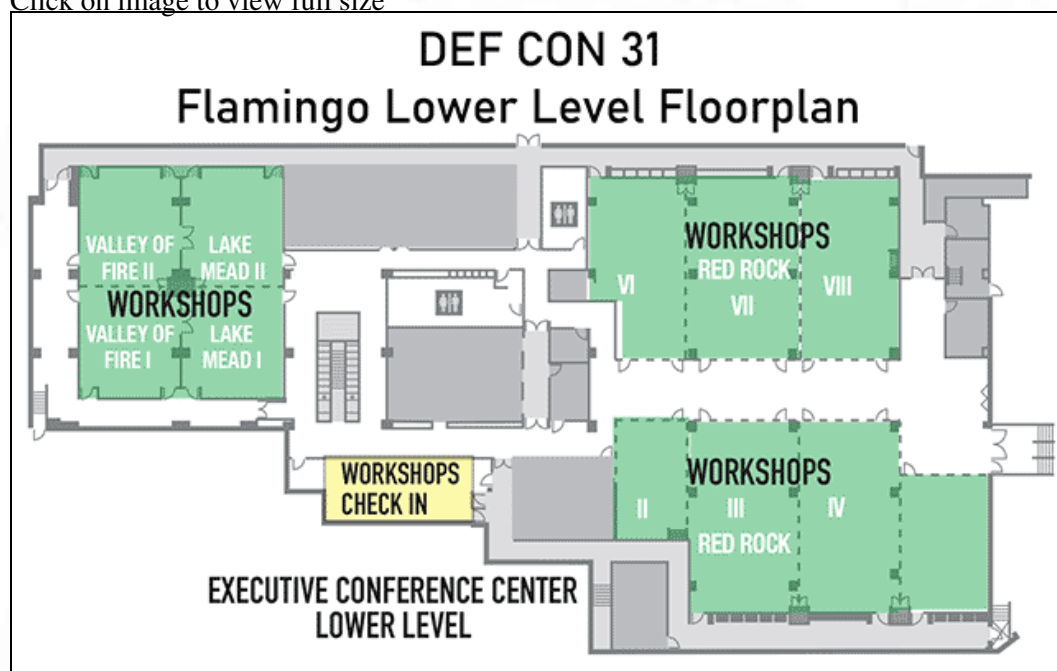 Click on image to view full size
DEF CON 31
Flamingo Lower Level Floorplan
VALLEY OF
FIRE II
LAKE
MEAD II
WORKSHOPS
VALLEY OF
FIRE I
LAKE
MEAD I
WORKSHOPS
RED ROCK
VI
VII
VIII
WORKSHOPS
CHECK IN
WORKSHOPS
II
III
IV
RED ROCK
EXECUTIVE CONFERENCE CENTER
LOWER LEVEL